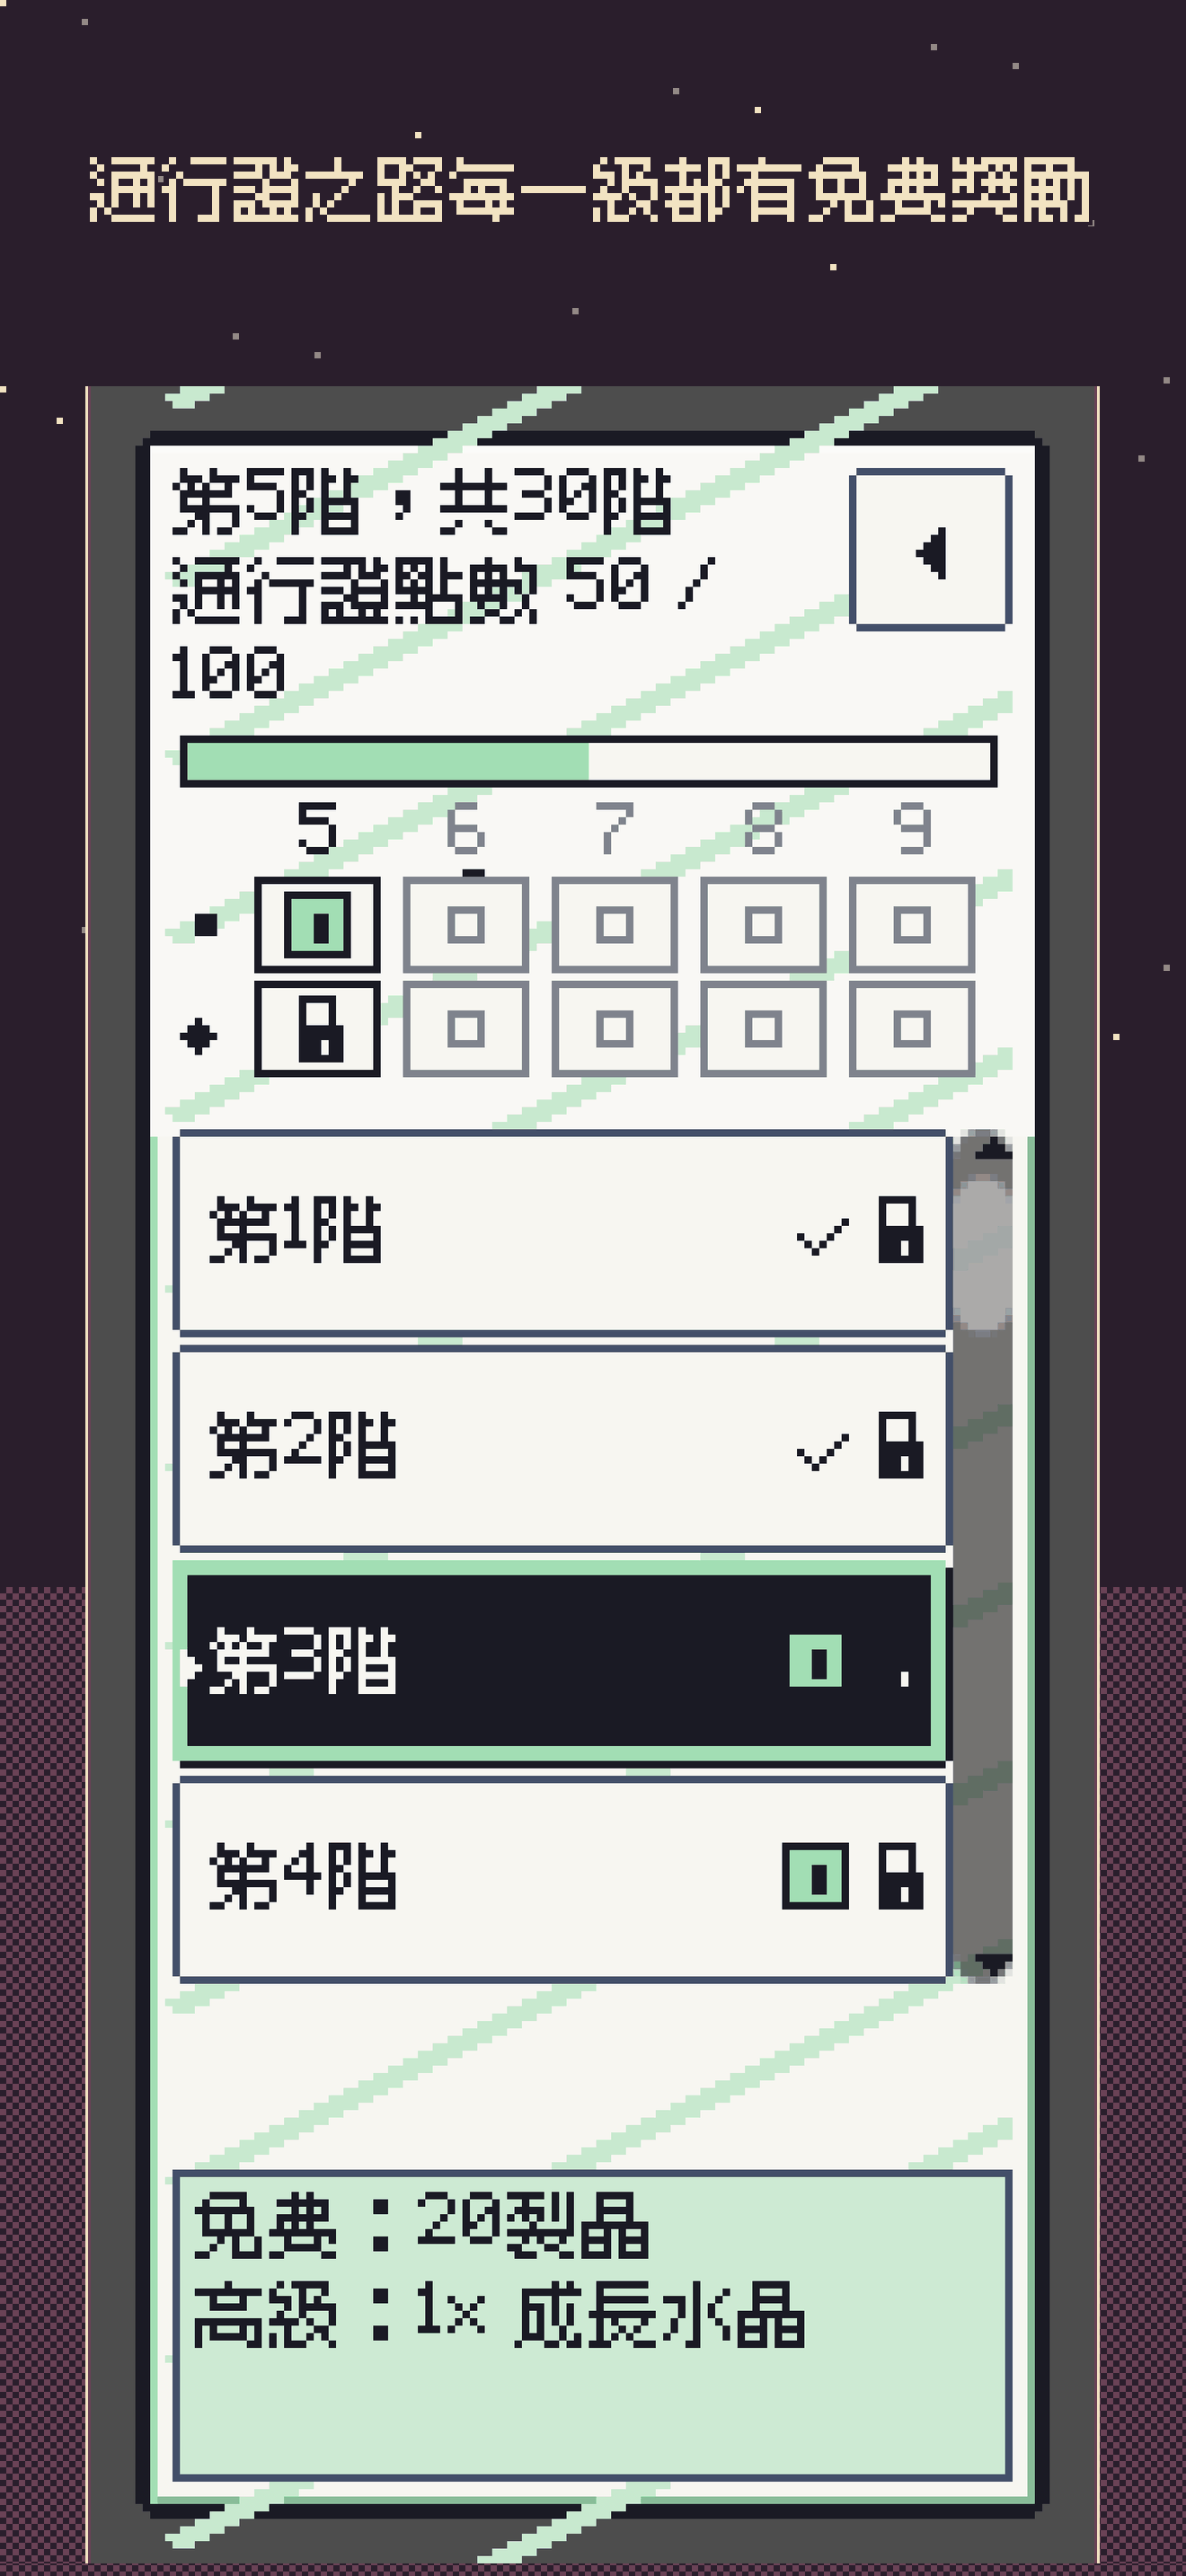 通行證之路每一級都有免費獎勵
第5階，共30階
通行證點數 50 /
100
5 6 7 8 9
第1階
第2階
第3階
第4階
免費：20製品
高級：1x 成長水晶